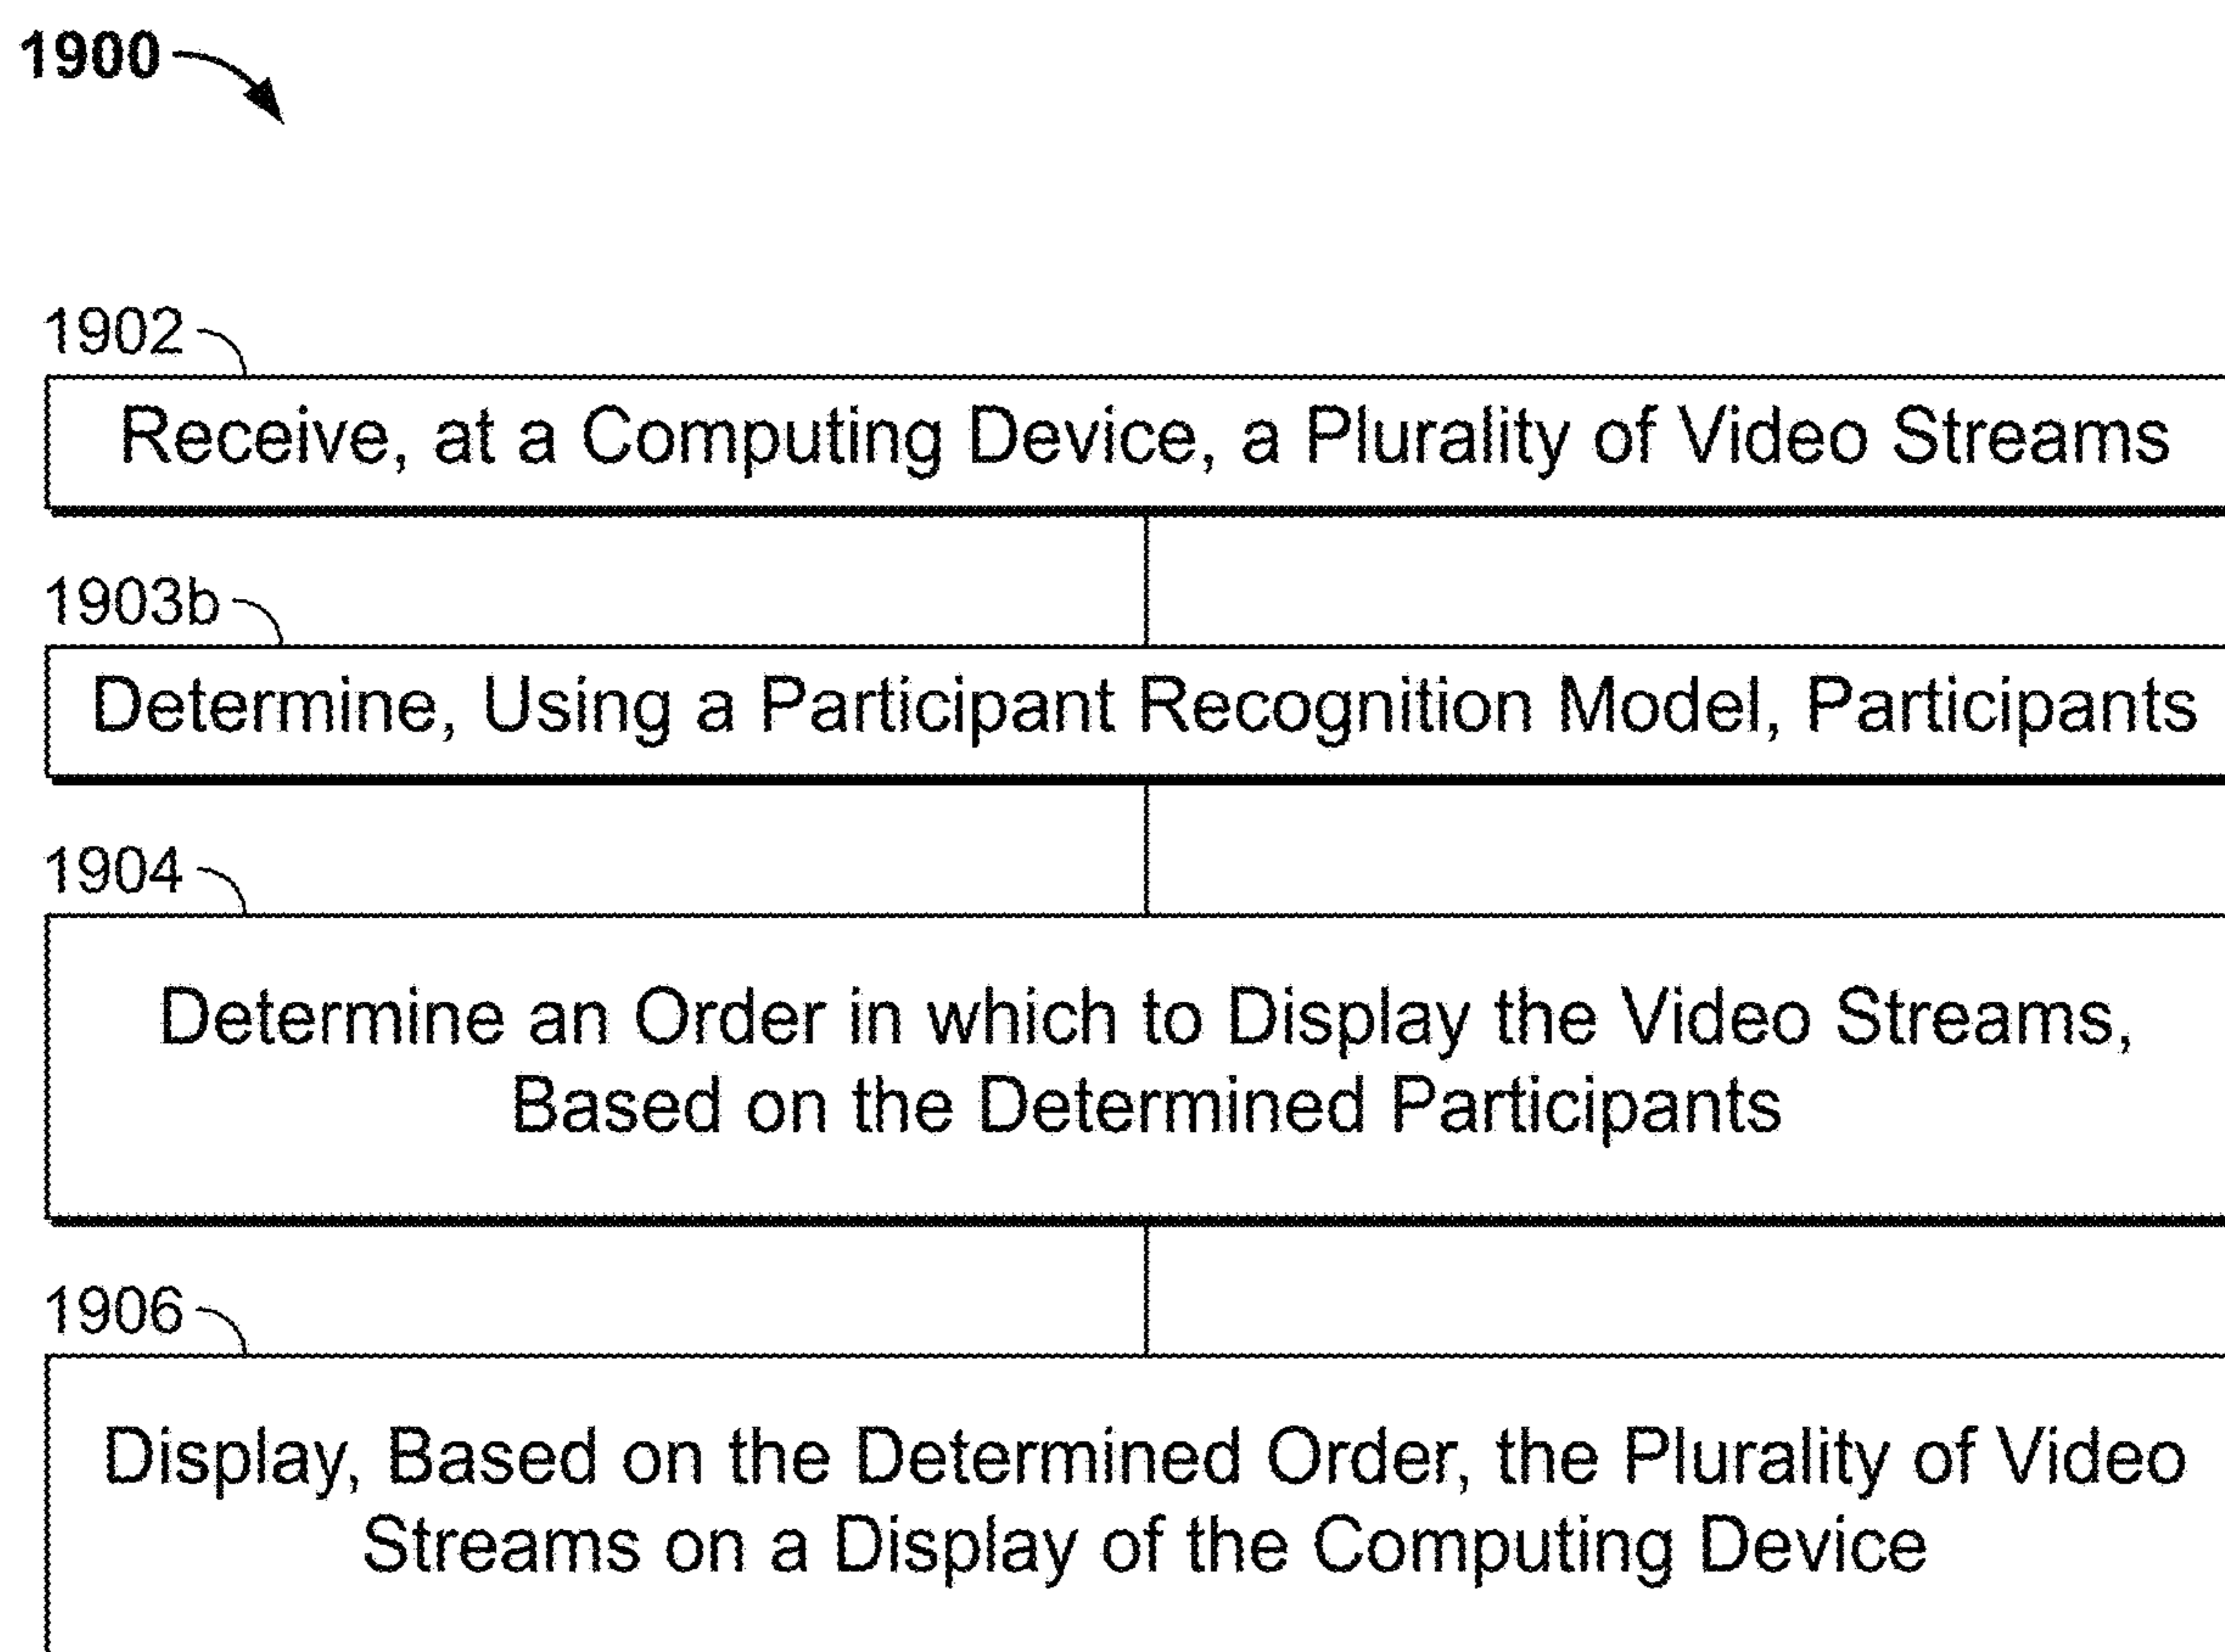 1900
1902
Receive, at a Computing Device, a Plurality of Video Streams
1903b
Determine, Using a Participant Recognition Model, Participants
1904
Determine an Order in which to Display the Video Streams,
Based on the Determined Participants
1906
Display, Based on the Determined Order, the Plurality of Video
Streams on a Display of the Computing Device